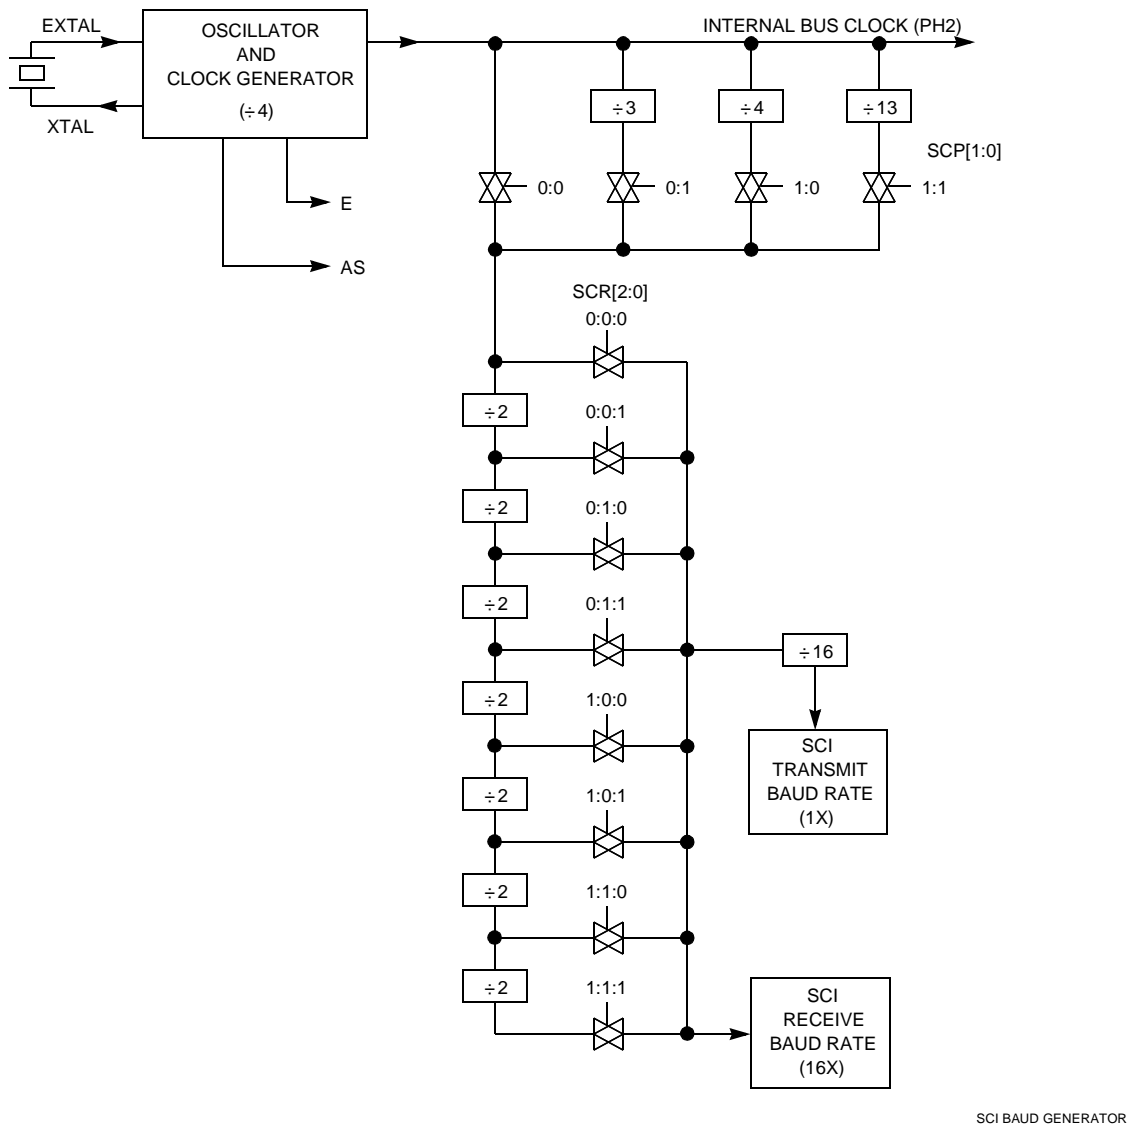 EXTAL
XTAL
OSCILLATOR
AND
CLOCK GENERATOR
(÷4)
INTERNAL BUS CLOCK (PH2)
÷3
÷4
÷13
SCP[1:0]
0:0
0:1
1:0
1:1
E
AS
SCR[2:0]
0:0:0
÷2
0:0:1
÷2
0:1:0
÷2
0:1:1
÷16
÷2
1:0:0
SCI
TRANSMIT
BAUD RATE
(1X)
÷2
1:0:1
÷2
1:1:0
÷2
1:1:1
SCI
RECEIVE
BAUD RATE
(16X)
SCI BAUD GENERATOR